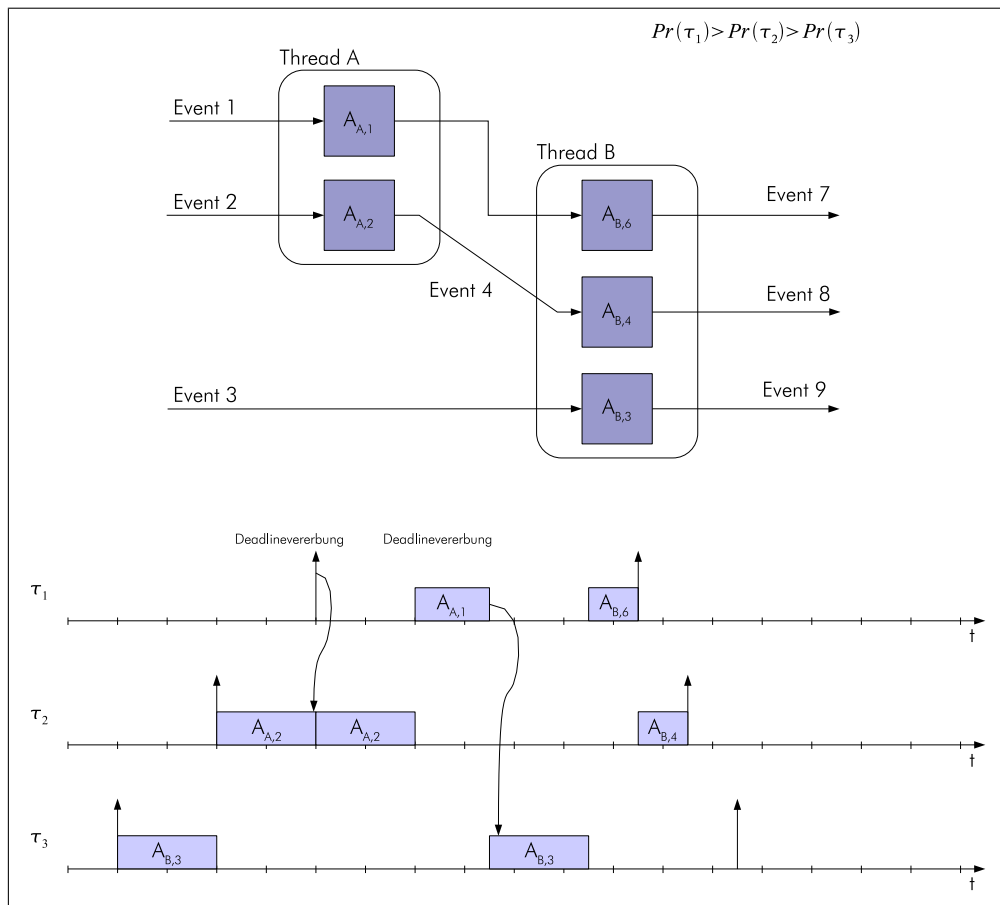 Pr(τ₁)>Pr(τ₂)>Pr(τ₃)
Thread A
Event 1
A_A,1
Thread B
Event 2
A_A,2
A_B,6
Event 7
Event 4
A_B,4
Event 8
Event 3
A_B,3
Event 9
Deadlinevererbung Deadlinevererbung
τ₁
A_A,1
A_B,6
t
τ₂
A_A,2
A_A,2
A_B,4
t
τ₃
A_B,3
A_B,3
t